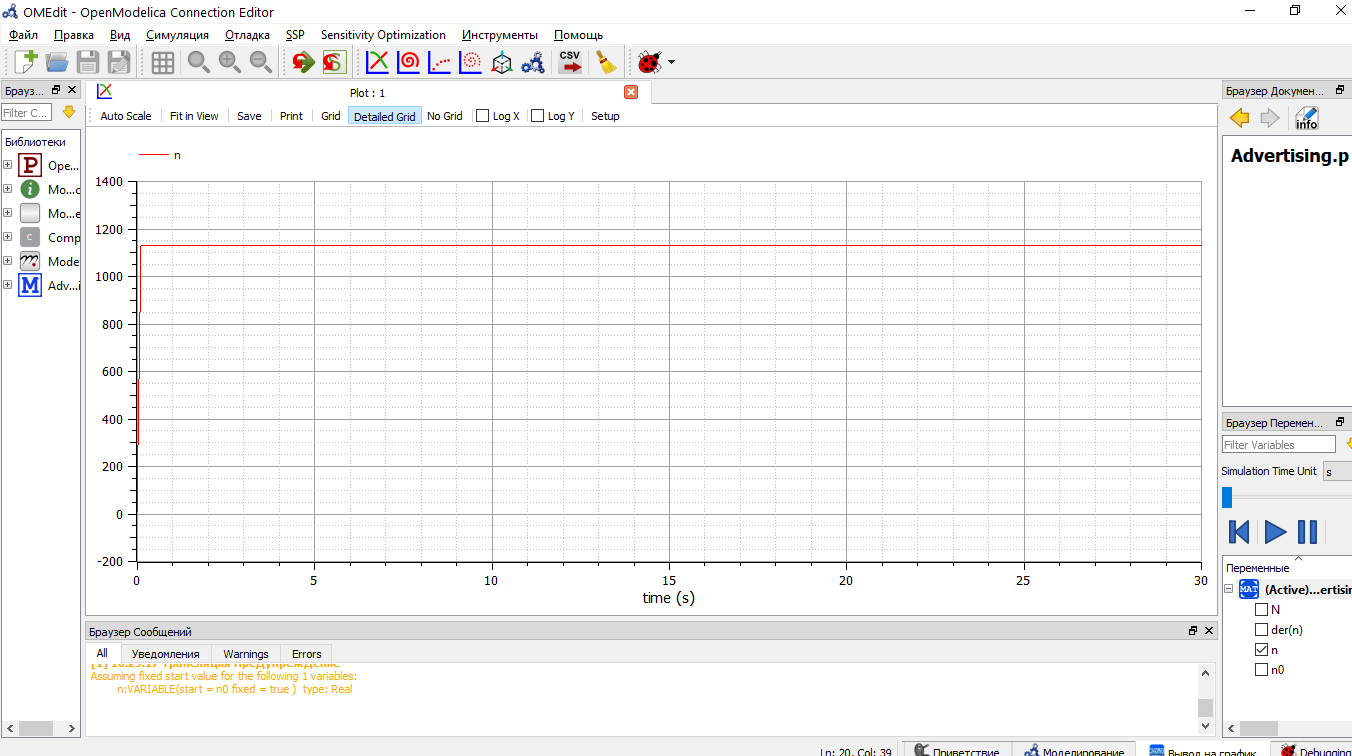 OMEdit - OpenModelica Connection Editor
Файл Правка Вид Симуляция Отладка SSP Sensitivity Optimization Инструменты Помощь
CSV
Брауз...
Filter C...
Библиотеки
P Ope...
i Mo...c
Mo...e
C Comp
Mode
M Adv...i
Plot : 1
Auto Scale Fit in View Save Print Grid Detailed Grid No Grid Log X Log Y Setup
n
1400
1200
1000
800
600
400
200
0
-200
0 5 10 15 20 25 30
time (s)
Браузер Сообщений
All Уведомления Warnings Errors
Трансляция Предупреждение
Assuming fixed start value for the following 1 variables:
n:VARIABLE(start = n0 fixed = true ) type: Real
Браузер Докумен...
info
Advertising.p
Браузер Перемен...
Filter Variables
Simulation Time Unit s
Переменные
MAT (Active)...ertisin
N
der(n)
n
n0
Ln: 20, Col: 39 Приветствие Моделирование Вывод на график Debugging